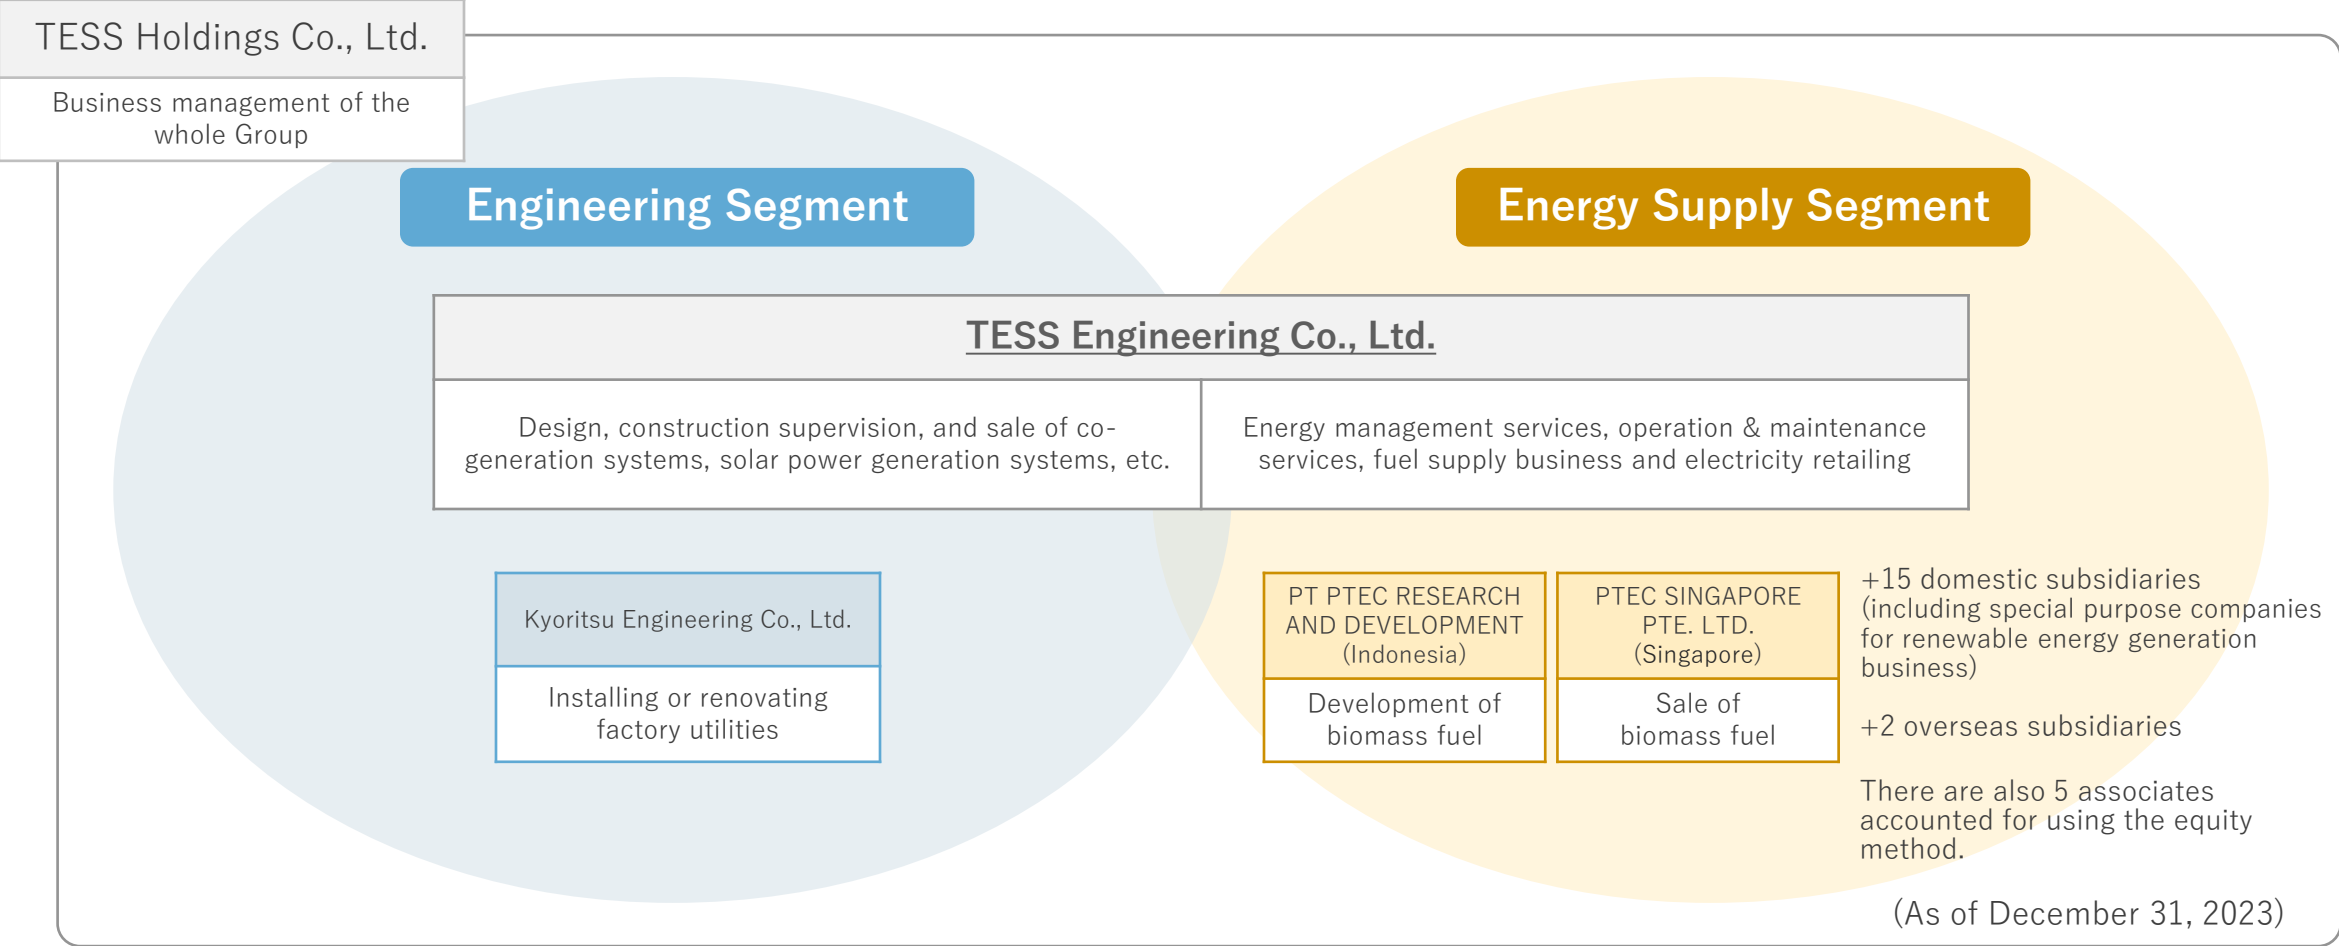 TESS Holdings Co., Ltd.
Business management of the
whole Group
Engineering Segment
Energy Supply Segment
TESS Engineering Co., Ltd.
Design, construction supervision, and sale of co-
generation systems, solar power generation systems, etc.
Energy management services, operation & maintenance
services, fuel supply business and electricity retailing
Kyoritsu Engineering Co., Ltd.
Installing or renovating
factory utilities
PT PTEC RESEARCH
AND DEVELOPMENT
(Indonesia)
Development of
biomass fuel
PTEC SINGAPORE
PTE. LTD.
(Singapore)
Sale of
biomass fuel
+15 domestic subsidiaries
(including special purpose companies
for renewable energy generation
business)
+2 overseas subsidiaries
There are also 5 associates
accounted for using the equity
method.
(As of December 31, 2023)